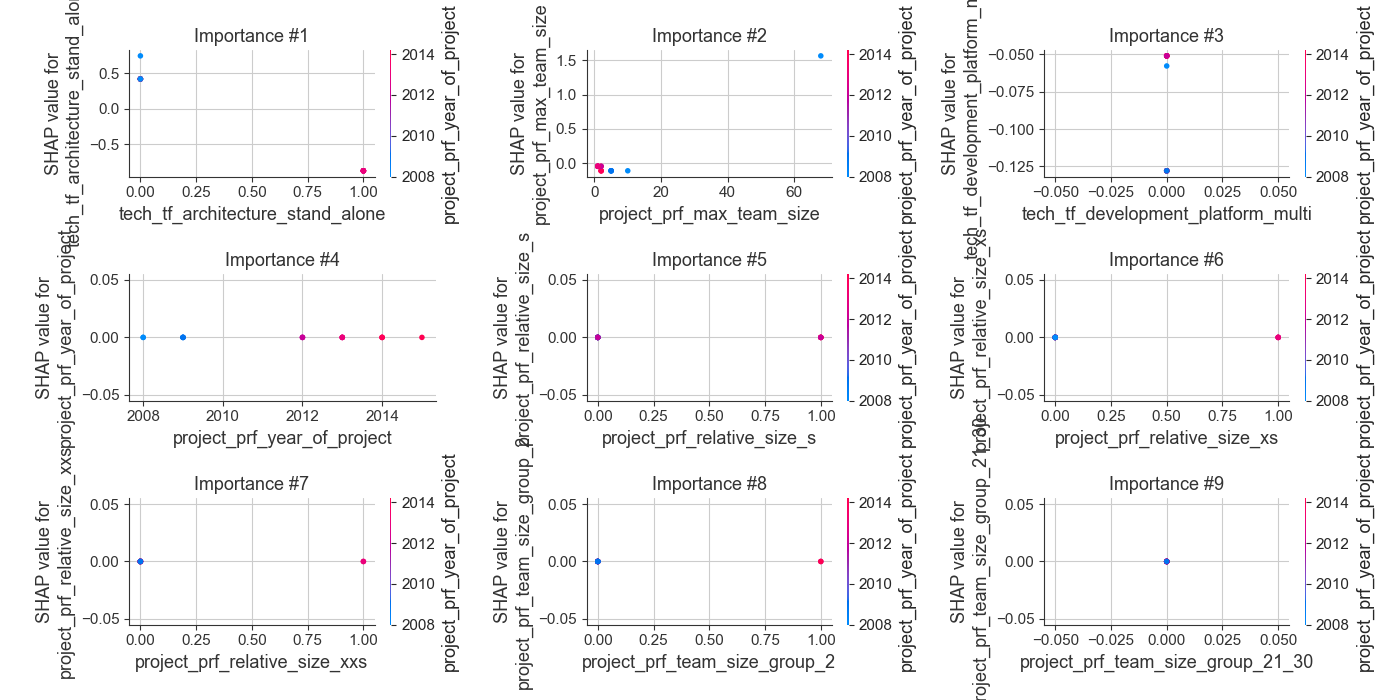 Importance #1
SHAP value for
tech_tf_architecture_stand_alone
0.5
0.0
−0.5
0.00
0.25
0.50
0.75
1.00
tech_tf_architecture_stand_alone
2014
2012
2010
2008
project_prf_year_of_project
Importance #2
SHAP value for
project_prf_max_team_size
1.5
1.0
0.5
0.0
0
20
40
60
project_prf_max_team_size
2014
2012
2010
2008
project_prf_year_of_project
Importance #3
SHAP value for
tech_tf_development_platform_m
−0.050
−0.075
−0.100
−0.125
−0.050
−0.025
0.000
0.025
0.050
tech_tf_development_platform_multi
2014
2012
2010
2008
project_prf_year_of_project
Importance #4
SHAP value for
project_prf_year_of_project
0.05
0.00
−0.05
2008
2010
2012
2014
project_prf_year_of_project
Importance #5
SHAP value for
project_prf_relative_size_s
0.05
0.00
−0.05
0.00
0.25
0.50
0.75
1.00
project_prf_relative_size_s
2014
2012
2010
2008
project_prf_year_of_project
Importance #6
SHAP value for
project_prf_relative_size_xs
0.05
0.00
−0.05
0.00
0.25
0.50
0.75
1.00
project_prf_relative_size_xs
2014
2012
2010
2008
project_prf_year_of_project
Importance #7
SHAP value for
project_prf_relative_size_xxs
0.05
0.00
−0.05
0.00
0.25
0.50
0.75
1.00
project_prf_relative_size_xxs
2014
2012
2010
2008
project_prf_year_of_project
Importance #8
SHAP value for
project_prf_team_size_group_2
0.05
0.00
−0.05
0.00
0.25
0.50
0.75
1.00
project_prf_team_size_group_2
2014
2012
2010
2008
project_prf_year_of_project
Importance #9
SHAP value for
project_prf_team_size_group_21_30
0.05
0.00
−0.05
−0.050
−0.025
0.000
0.025
0.050
project_prf_team_size_group_21_30
2014
2012
2010
2008
project_prf_year_of_project